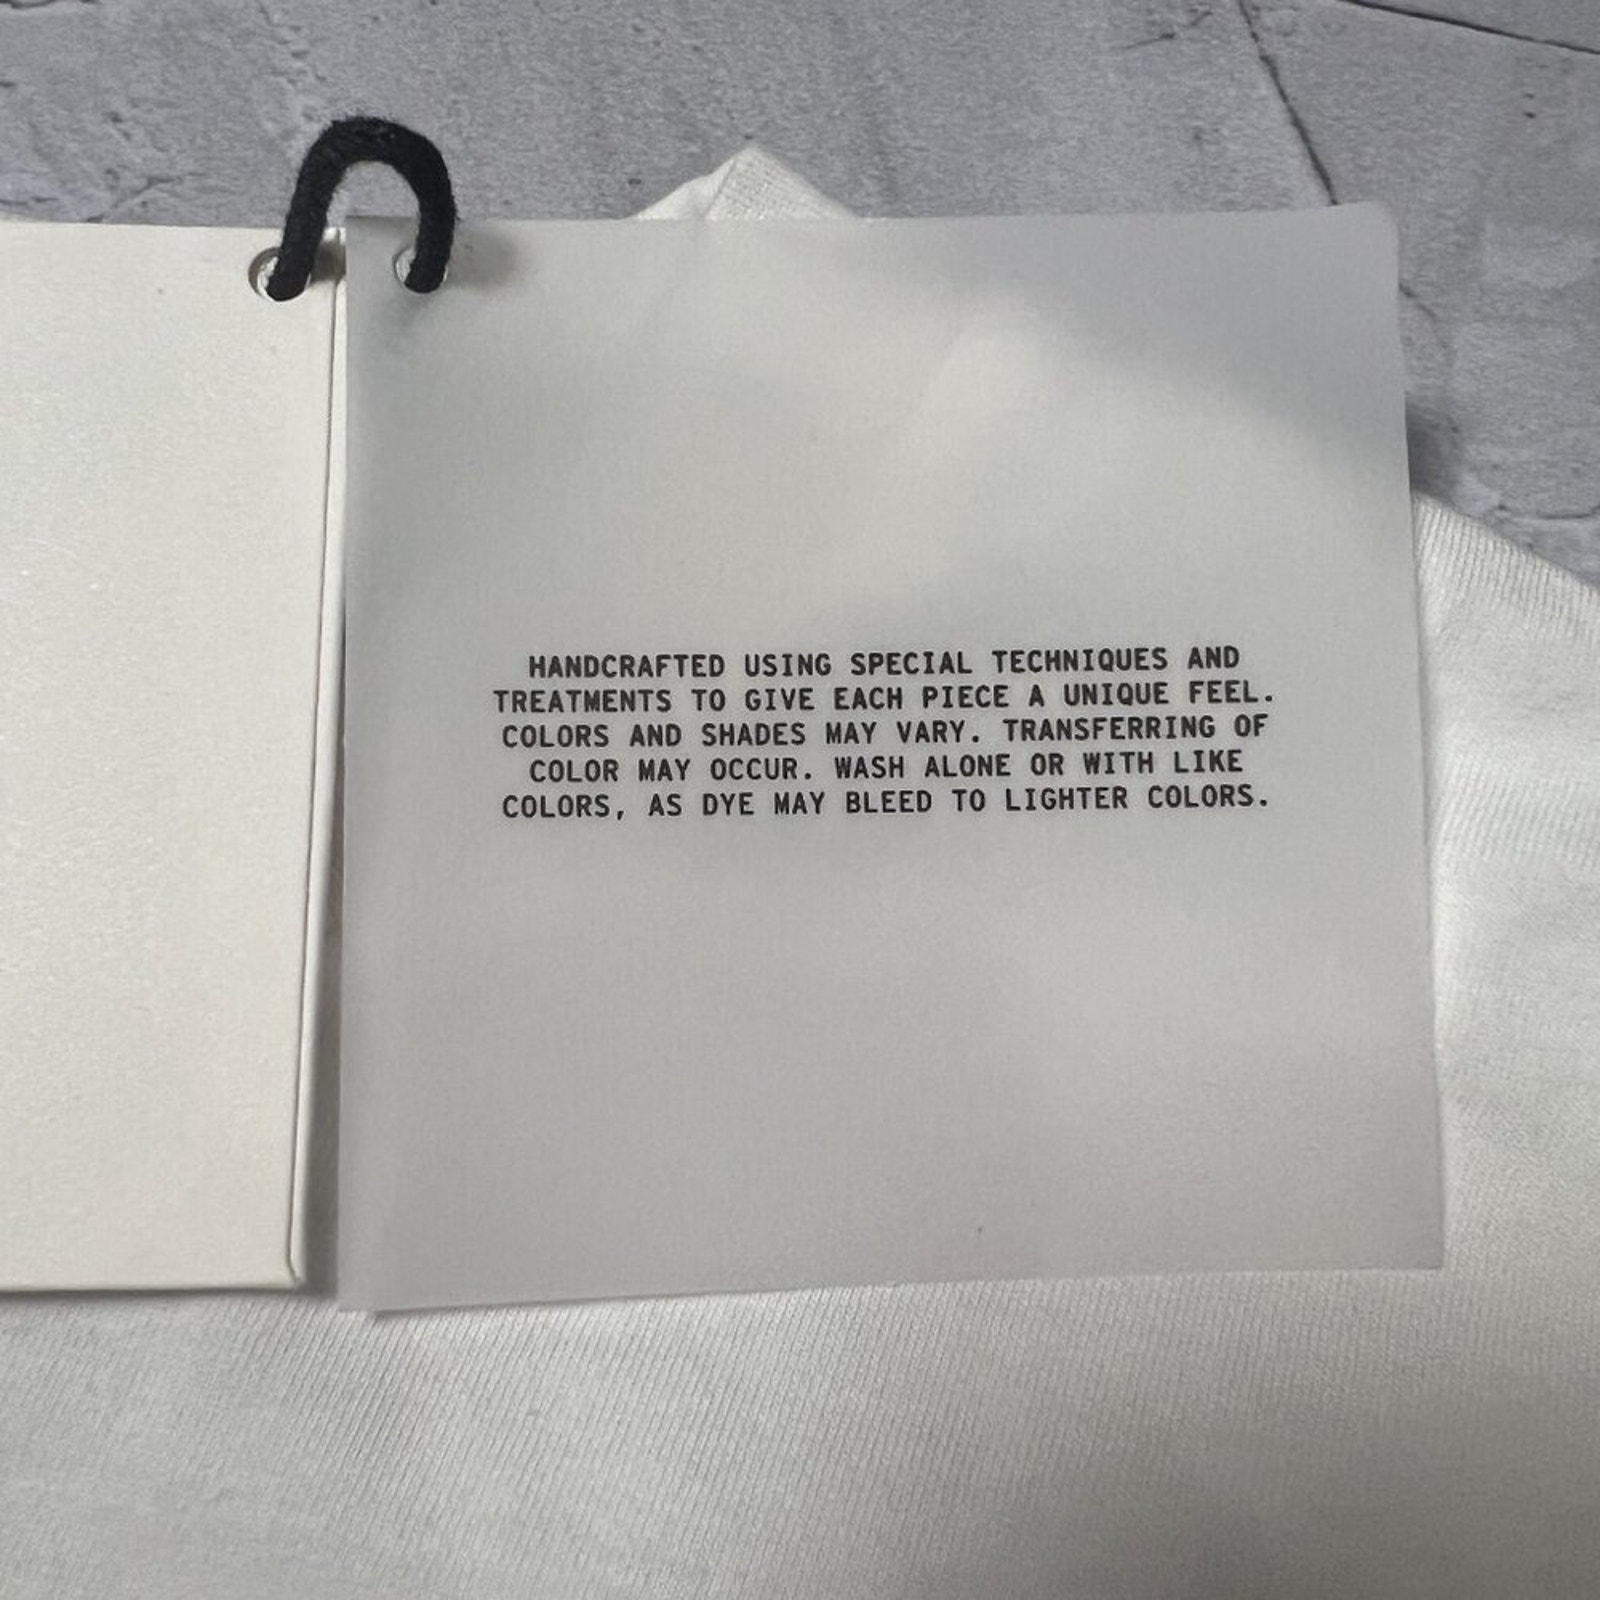 HANDCRAFTED USING SPECIAL TECHNIQUES AND
TREATMENTS TO GIVE EACH PIECE A UNIQUE FEEL.
COLORS AND SHADES MAY VARY. TRANSFERRING OF
COLOR MAY OCCUR. WASH ALONE OR WITH LIKE
COLORS, AS DYE MAY BLEED TO LIGHTER COLORS.